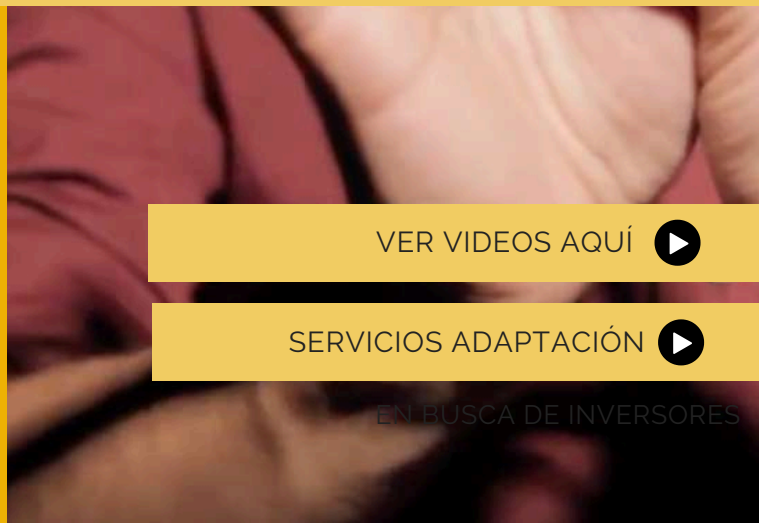 VER VIDEOS AQUÍ
SERVICIOS ADAPTACIÓN
EN BUSCA DE INVERSORES